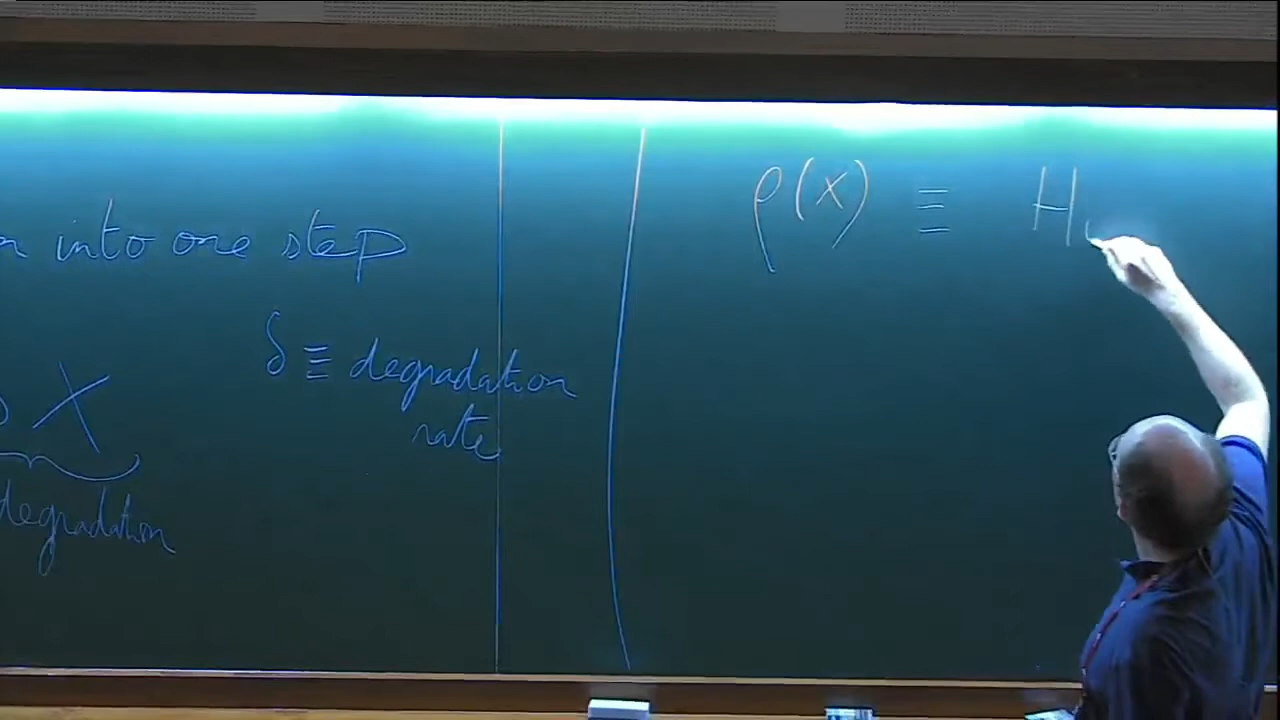 into one step
δ ≡ degradation
rate
X
degradation
ρ(x) ≡ H